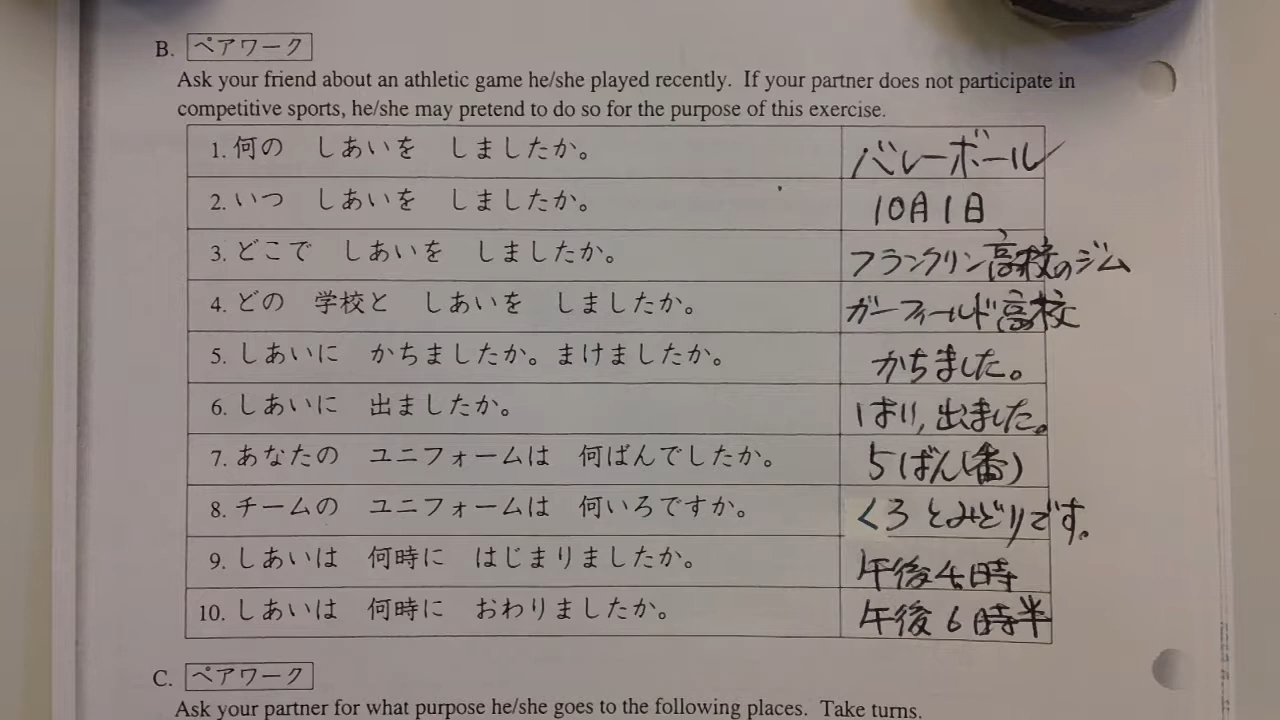 B. ペアワーク
Ask your friend about an athletic game he/she played recently. If your partner does not participate in
competitive sports, he/she may pretend to do so for the purpose of this exercise.
1. 何の しあいを しましたか。 バレーボール
2. いつ しあいを しましたか。 10月1日
3. どこで しあいを しましたか。 フランクリン高校のジム
4. どの 学校と しあいを しましたか。 ガーフィールド高校
5. しあいに かちましたか。まけましたか。 かちました。
6. しあいに 出ましたか。 はい, 出ました。
7. あなたの ユニフォームは 何ばんでしたか。 5ばん(番)
8. チームの ユニフォームは 何いろですか。 くろとみどりです。
9. しあいは 何時に はじまりましたか。 午後4時
10. しあいは 何時に おわりましたか。 午後6時半
C. ペアワーク
Ask your partner for what purpose he/she goes to the following places. Take turns.